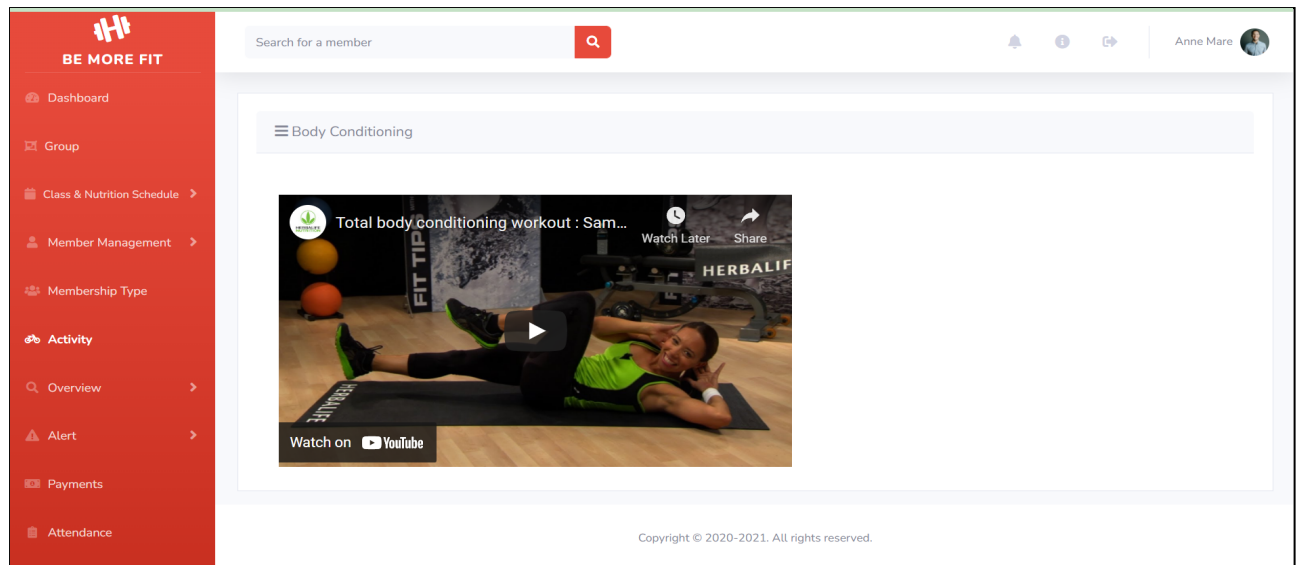 BE MORE FIT
Search for a member
Anne Mare
Dashboard
Group
Class & Nutrition Schedule
Member Management
Membership Type
Activity
Overview
Alert
Payments
Attendance
Body Conditioning
Total body conditioning workout : Sam...
Watch Later
Share
FIT TIPS
HERBALIF
HERBALIFE
Watch on YouTube
Copyright © 2020-2021. All rights reserved.